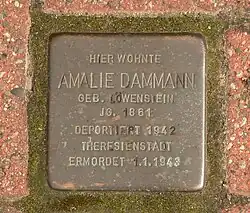 HIER WOHNTE
AMALIE DAMMANN
GEB. LÖWENSTEIN
JG. 1861
DEPORTIERT 1942
THERESIENSTADT
ERMORDET 1.1.1943